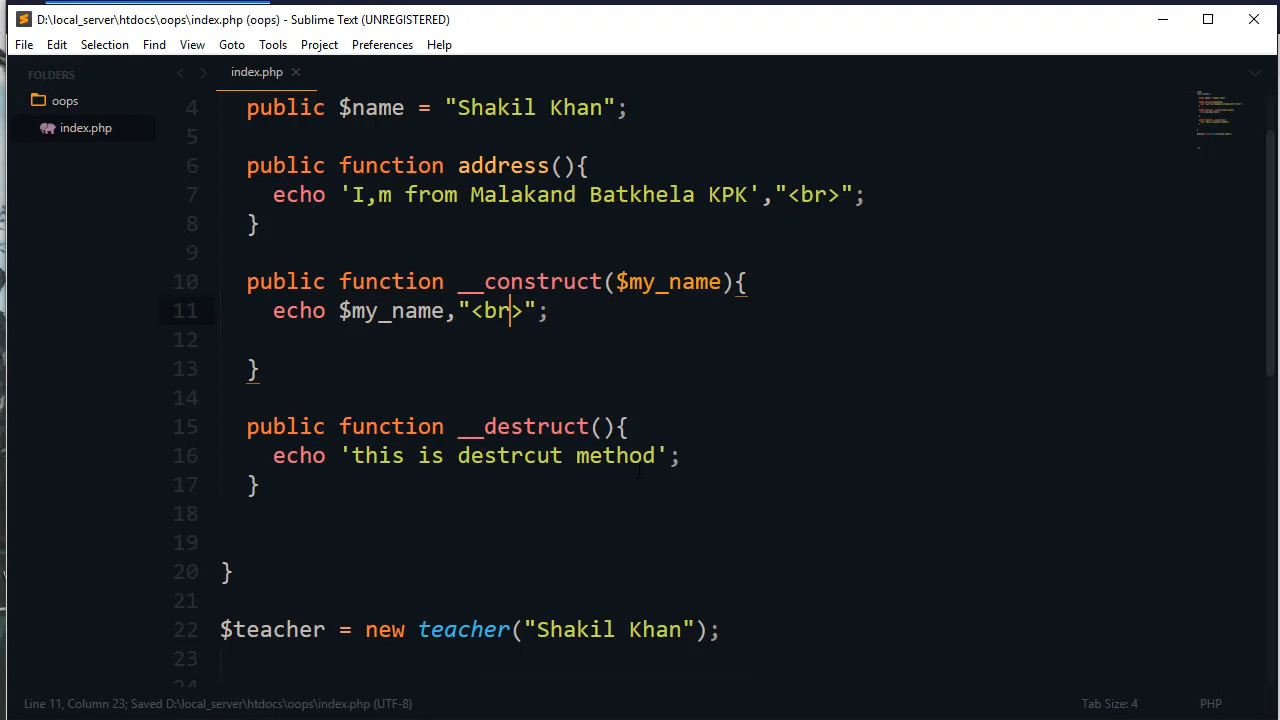 D:\local_server\htdocs\oops\index.php (oops) - Sublime Text (UNREGISTERED)
File Edit Selection Find View Goto Tools Project Preferences Help
FOLDERS
oops
index.php
index.php
4 public $name = "Shakil Khan";
5
6 public function address(){
7 echo 'I,m from Malakand Batkhela KPK',"<br>";
8 }
9
10 public function __construct($my_name){
11 echo $my_name,"<br>";
12
13 }
14
15 public function __destruct(){
16 echo 'this is destrcut method';
17 }
18
19
20 }
21
22 $teacher = new teacher("Shakil Khan");
23
24
Line 11, Column 23; Saved D:\local_server\htdocs\oops\index.php (UTF-8)
Tab Size: 4
PHP